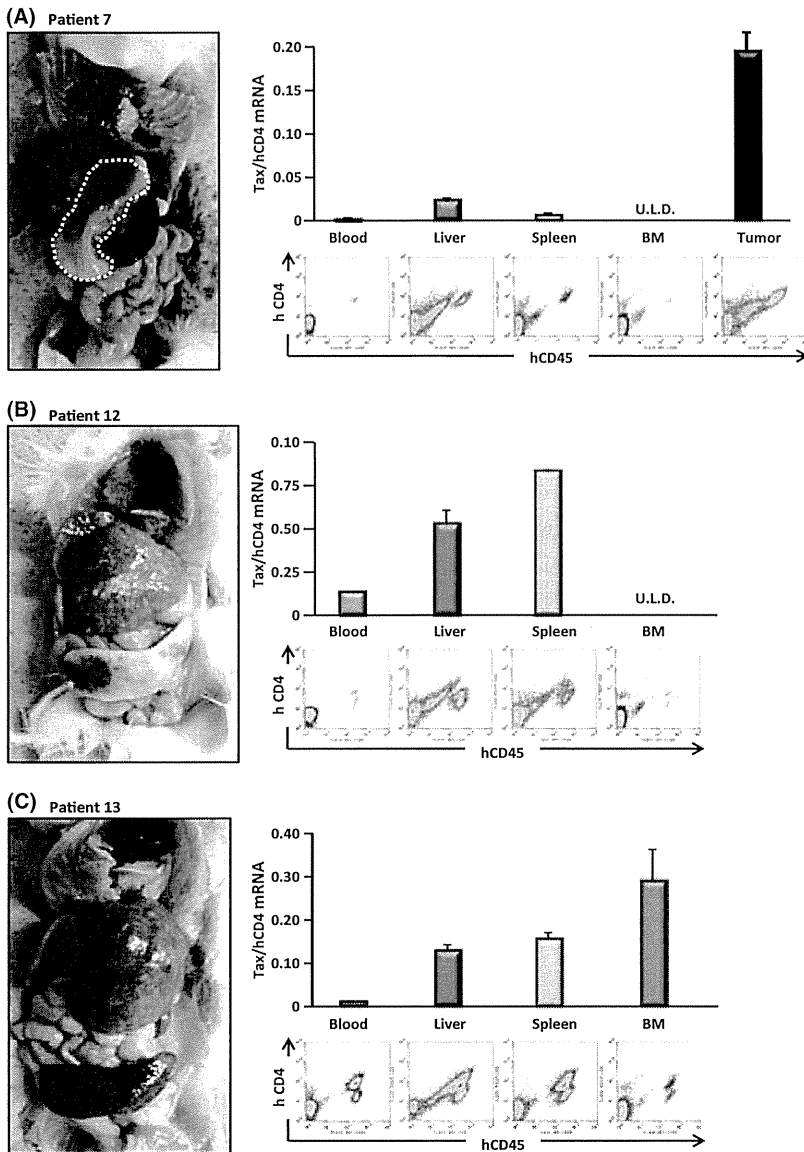 (A) Patient 7
Tax/hCD4 mRNA
0.20
0.15
0.10
0.05
0
U.L.D.
Blood Liver Spleen BM Tumor
h CD4
hCD45
(B) Patient 12
Tax/hCD4 mRNA
0.10
0.75
0.50
0.25
0
U.L.D.
Blood Liver Spleen BM
h CD4
hCD45
(C) Patient 13
Tax/hCD4 mRNA
0.40
0.30
0.20
0.10
0
Blood Liver Spleen BM
h CD4
hCD45